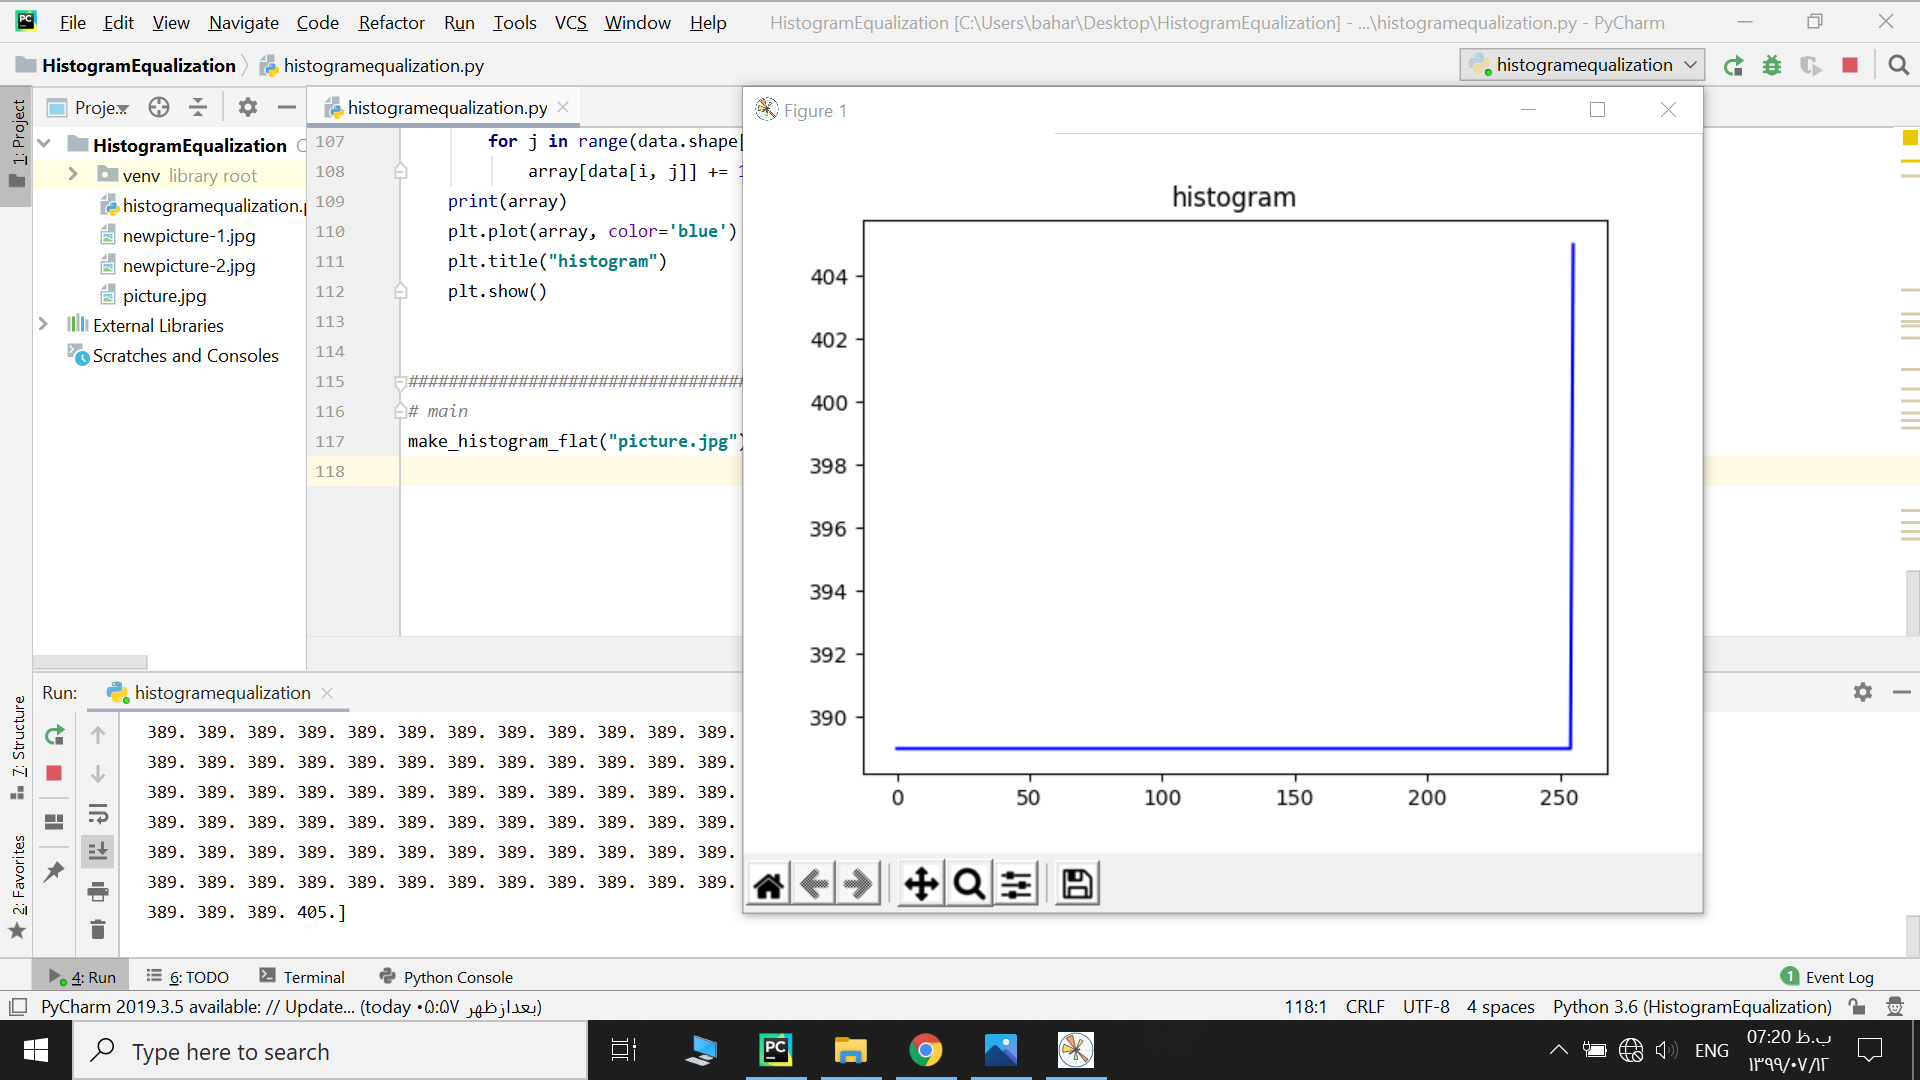 File Edit View Navigate Code Refactor Run Tools VCS Window Help HistogramEqualization [C:\Users\bahar\Desktop\HistogramEqualization] - ...\histogramequalization.py - PyCharm
HistogramEqualization histogramequalization.py histogramequalization
1: Project
Proje... histogramequalization.py
HistogramEqualization
venv library root
histogramequalization.
newpicture-1.jpg
newpicture-2.jpg
picture.jpg
External Libraries
Scratches and Consoles
107 for j in range(data.shape[
108 array[data[i, j]] += 1
109 print(array)
110 plt.plot(array, color='blue')
111 plt.title("histogram")
112 plt.show()
113
114
115 ##################################
116 # main
117 make_histogram_flat("picture.jpg")
118
Figure 1
histogram
404
402
400
398
396
394
392
390
0 50 100 150 200 250
Run: histogramequalization
7: Structure
2: Favorites
389. 389. 389. 389. 389. 389. 389. 389. 389. 389. 389. 389.
389. 389. 389. 389. 389. 389. 389. 389. 389. 389. 389. 389.
389. 389. 389. 389. 389. 389. 389. 389. 389. 389. 389. 389.
389. 389. 389. 389. 389. 389. 389. 389. 389. 389. 389. 389.
389. 389. 389. 389. 389. 389. 389. 389. 389. 389. 389. 389.
389. 389. 389. 389. 389. 389. 389. 389. 389. 389. 389. 389.
389. 389. 389. 405.]
4: Run 6: TODO Terminal Python Console 1 Event Log
PyCharm 2019.3.5 available: // Update... (today ۰۵:۵۷ بعدازظهر) 118:1 CRLF UTF-8 4 spaces Python 3.6 (HistogramEqualization)
Type here to search ENG 07:20 ب.ظ
۱۳۹۹/۰۷/۱۲